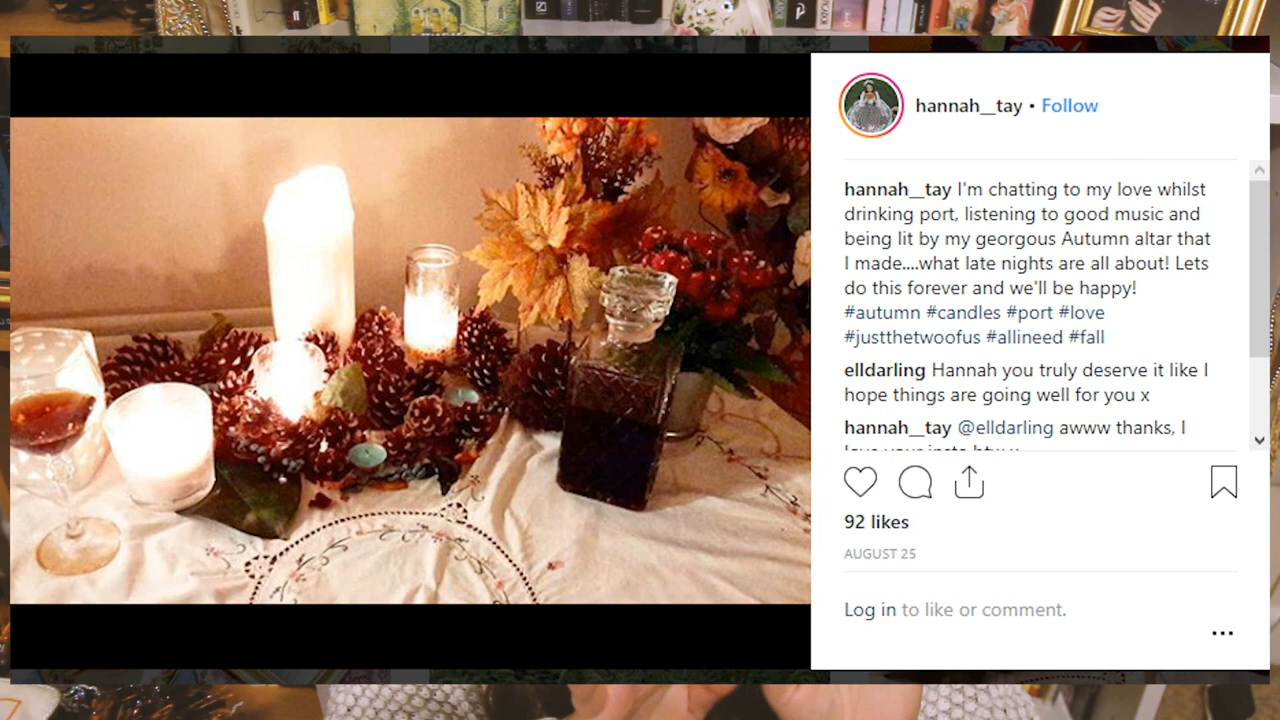 hannah__tay • Follow
hannah__tay I'm chatting to my love whilst
drinking port, listening to good music and
being lit by my georgous Autumn altar that
I made....what late nights are all about! Lets
do this forever and we'll be happy!
#autumn #candles #port #love
#justthetwoofus #allineed #fall
elldarling Hannah you truly deserve it like I
hope things are going well for you x
hannah__tay @elldarling awww thanks, I
92 likes
AUGUST 25
Log in to like or comment.